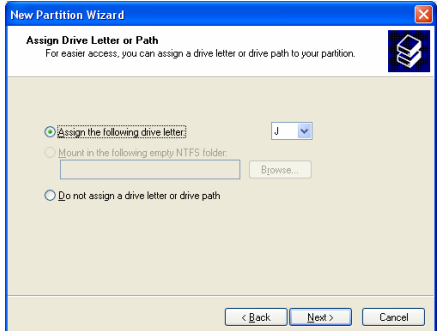 New Partition Wizard
Assign Drive Letter or Path
For easier access, you can assign a drive letter or drive path to your partition.
Assign the following drive letter: J
Mount in the following empty NTFS folder:
Browse...
Do not assign a drive letter or drive path
< Back Next > Cancel